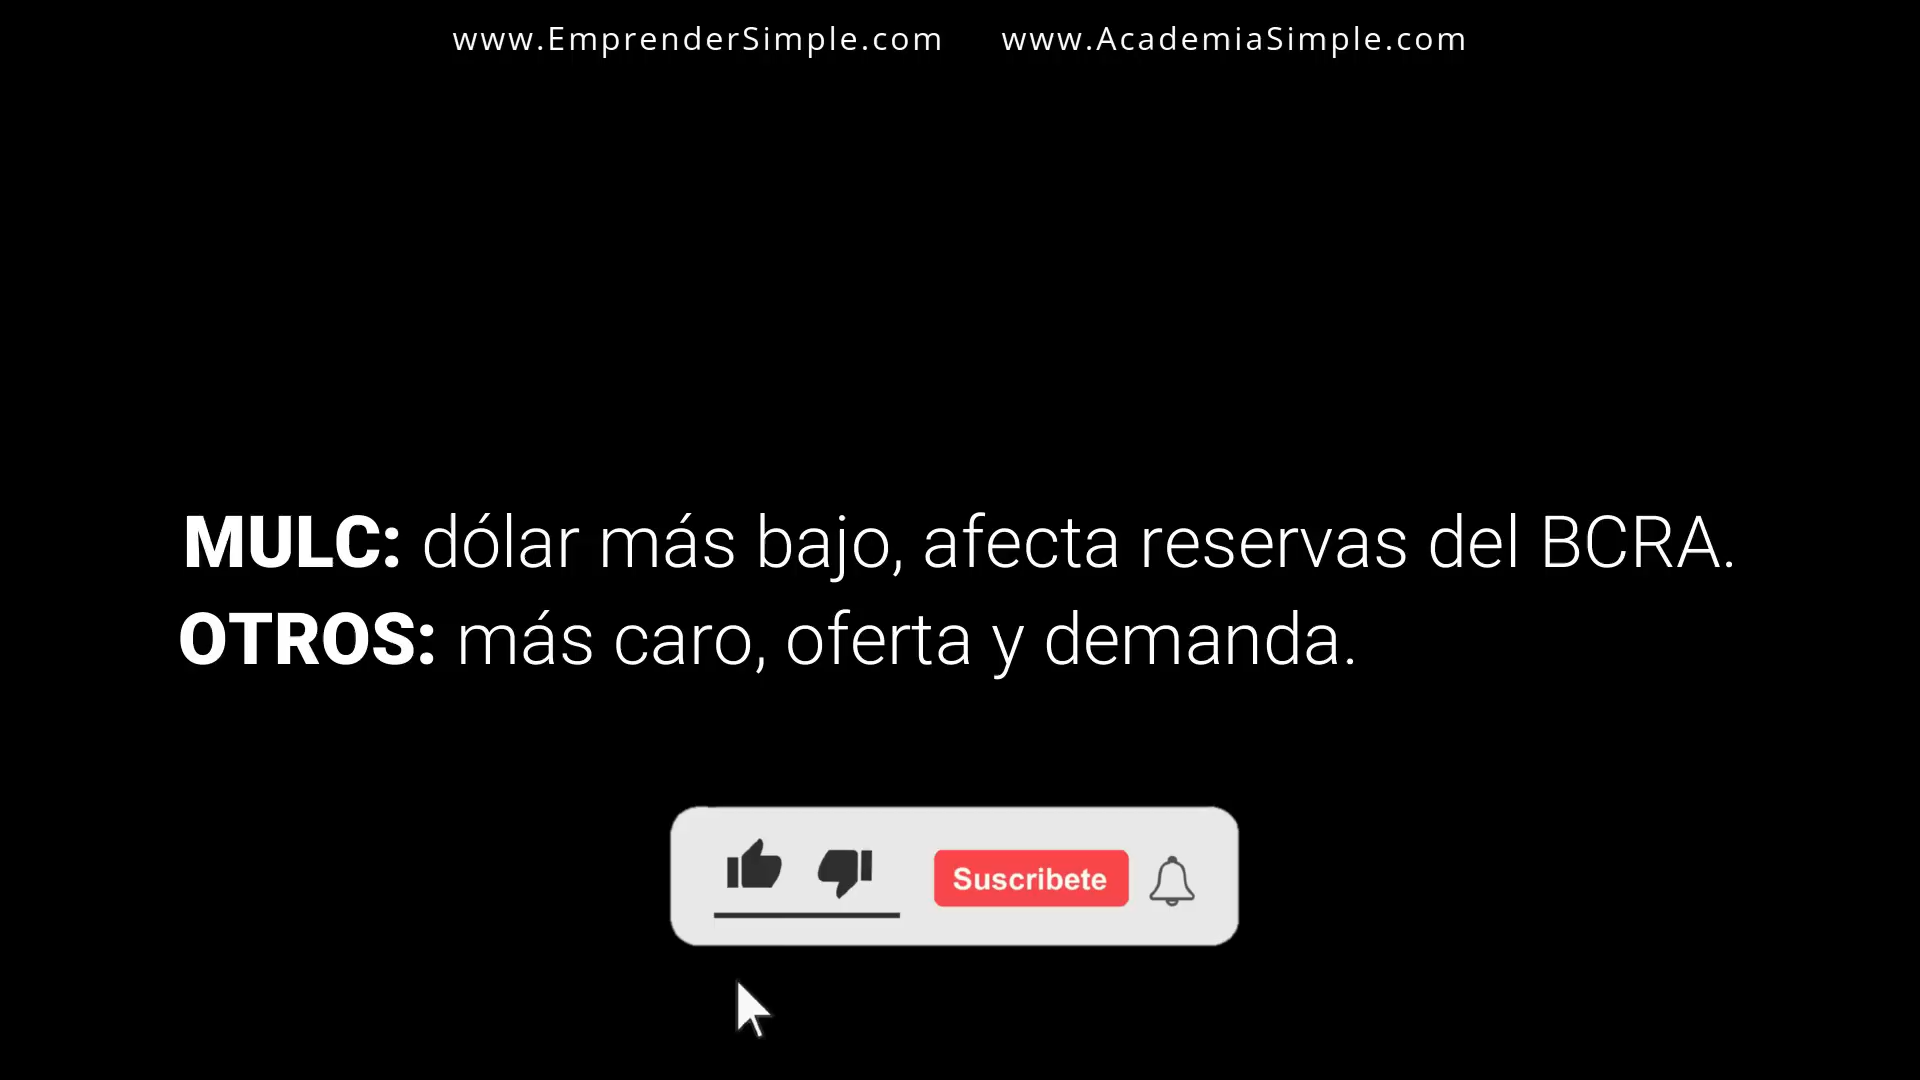 www.EmprenderSimple.com www.AcademiaSimple.com
MULC: dólar más bajo, afecta reservas del BCRA.
OTROS: más caro, oferta y demanda.
Suscribete